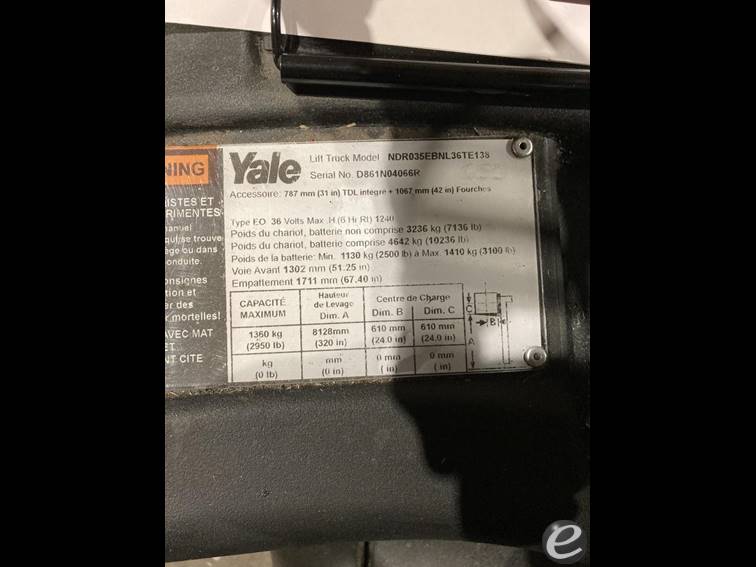 NING
ISTES ET
RIMENTES
manuel
qu'il se trouve
age ou dans
onduite.
onsignes
tion et
er des
mortelles!
AVEC MAT
ET
NT CITE
Yale
Lift Truck Model NDR035EBNL36TE138
Serial No. D861N04066R
Accessoire: 787 mm (31 in) TDL integre + 1067 mm (42 in) Fourches
Type EO 36 Volts Max .H (6 Hr Rt) 1240
Poids du chariot, batterie non comprise 3236 kg (7136 lb)
Poids du chariot, batterie comprise 4642 kg (10236 lb)
Poids de la batterie: Min. 1130 kg (2500 lb) à Max. 1410 kg (3100 lb)
Voie Avant 1302 mm (51.25 in)
Empattement 1711 mm (67.40 in)
CAPACITÉ MAXIMUM Hauteur de Levage Dim. A Centre de Charge Dim. B Dim. C
1360 kg 8128mm 610 mm 610 mm
(2950 lb) (320 in) (24.0 in) (24.0 in)
kg mm 0 mm 0 mm
(0 lb) (0 in) ( in) ( in)
C
B
A
e